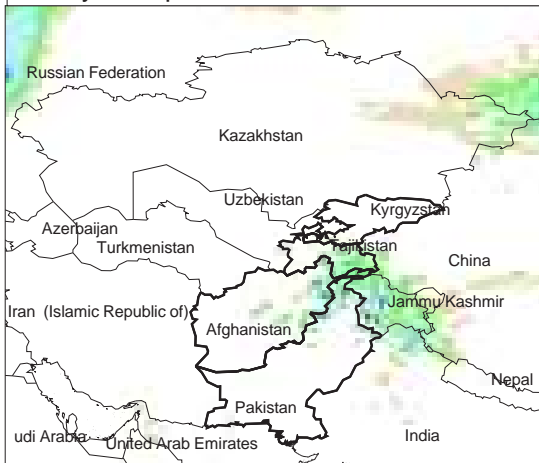 Russian Federation
Kazakhstan
Uzbekistan
Kyrgyzstan
Azerbaijan
Turkmenistan
Tajikistan
China
Iran (Islamic Republic of)
Jammu Kashmir
Afghanistan
Nepal
Pakistan
udi Arabia
United Arab Emirates
India